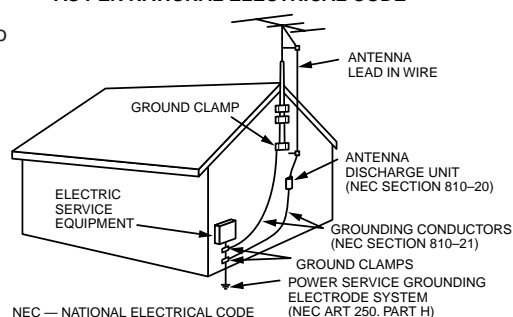 AS PER NATIONAL ELECTRICAL CODE
ANTENNA
LEAD IN WIRE
GROUND CLAMP
ANTENNA
DISCHARGE UNIT
(NEC SECTION 810–20)
ELECTRIC
SERVICE
EQUIPMENT
GROUNDING CONDUCTORS
(NEC SECTION 810–21)
GROUND CLAMPS
POWER SERVICE GROUNDING
ELECTRODE SYSTEM
(NEC ART 250. PART H)
NEC — NATIONAL ELECTRICAL CODE